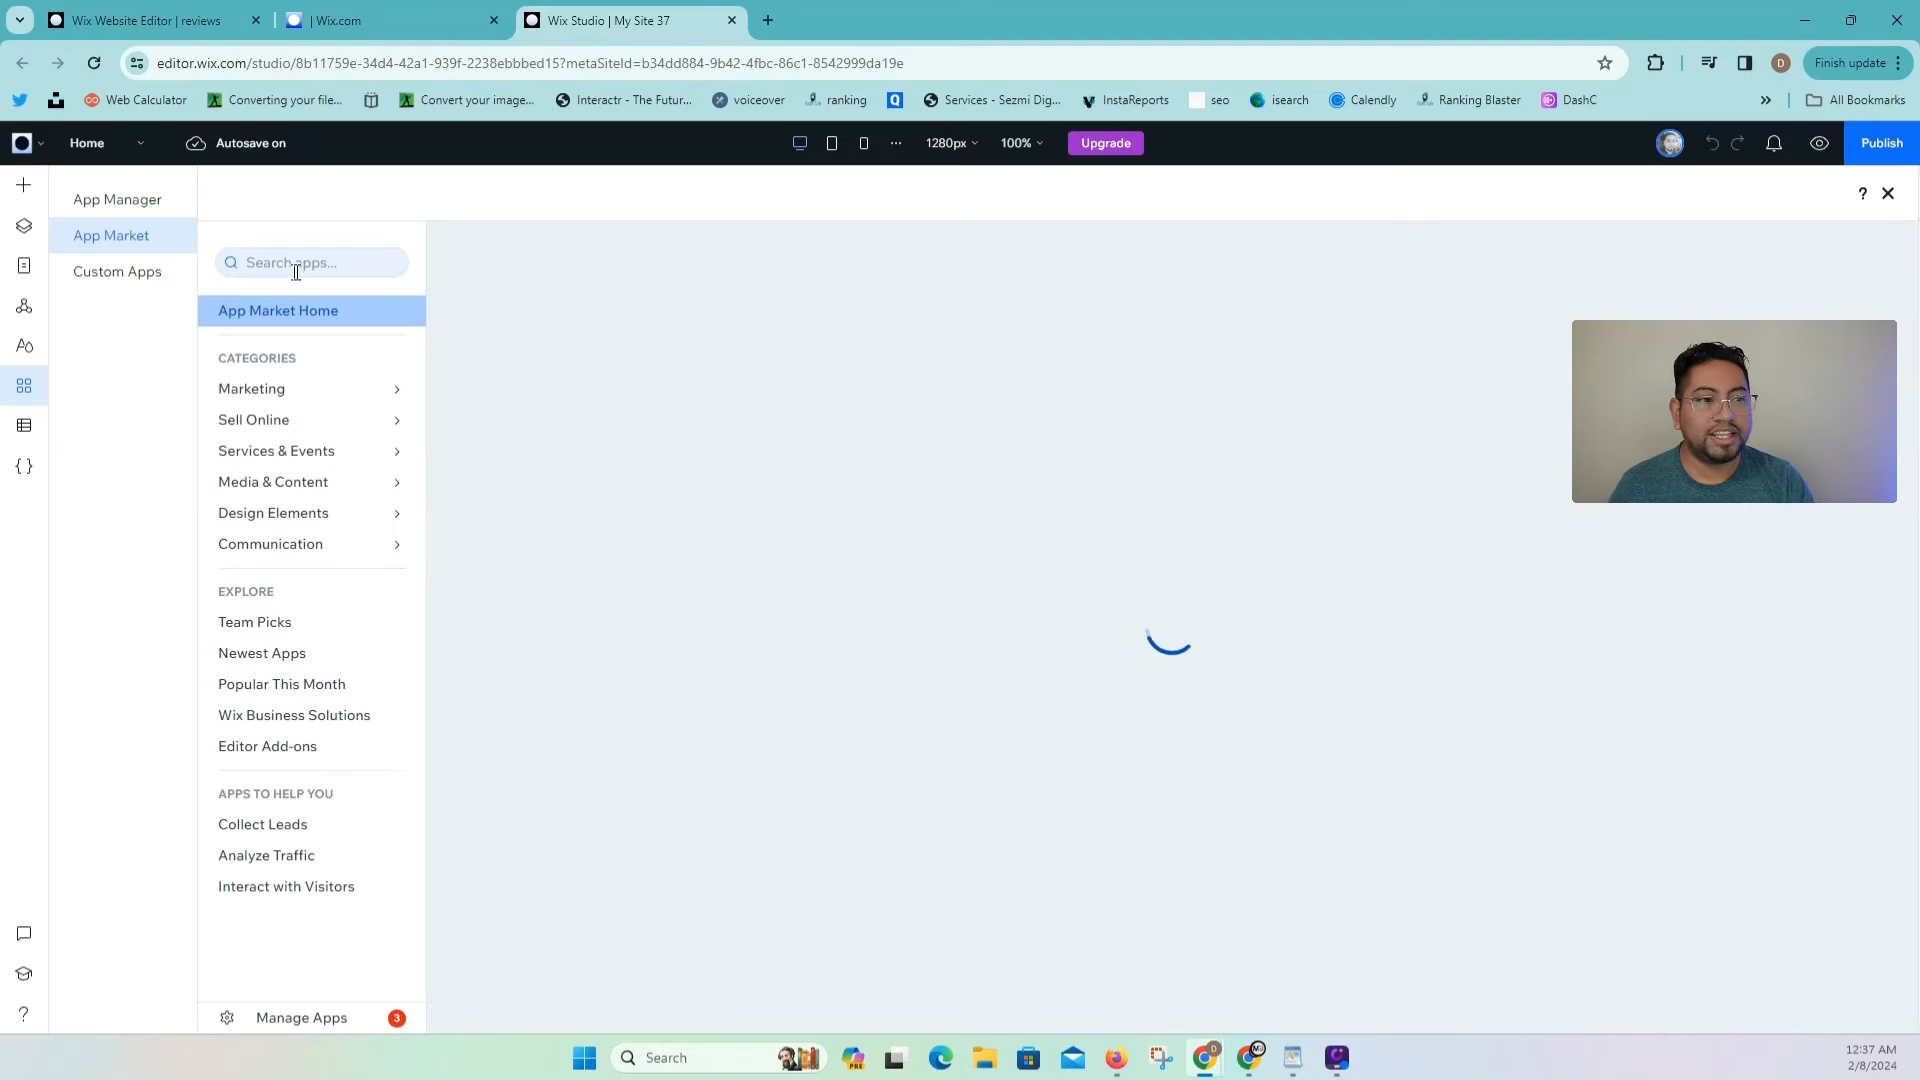 Wix Website Editor | reviews
| Wix.com
Wix Studio | My Site 37
editor.wix.com/studio/8b11759e-34d4-42a1-939f-2238ebbbed15?metaSiteId=b34dd884-9b42-4fbc-86c1-8542999da19e
D
Finish update
Web Calculator
Converting your file...
Convert your image...
Interactr - The Futur...
voiceover
ranking
Services - Sezmi Dig...
InstaReports
seo
isearch
Calendly
Ranking Blaster
DashC
All Bookmarks
Home
Autosave on
1280px
100%
Upgrade
Publish
App Manager
App Market
Custom Apps
Search apps...
App Market Home
CATEGORIES
Marketing
Sell Online
Services & Events
Media & Content
Design Elements
Communication
EXPLORE
Team Picks
Newest Apps
Popular This Month
Wix Business Solutions
Editor Add-ons
APPS TO HELP YOU
Collect Leads
Analyze Traffic
Interact with Visitors
Manage Apps 3
Search
PRE
D
12:37 AM
2/8/2024